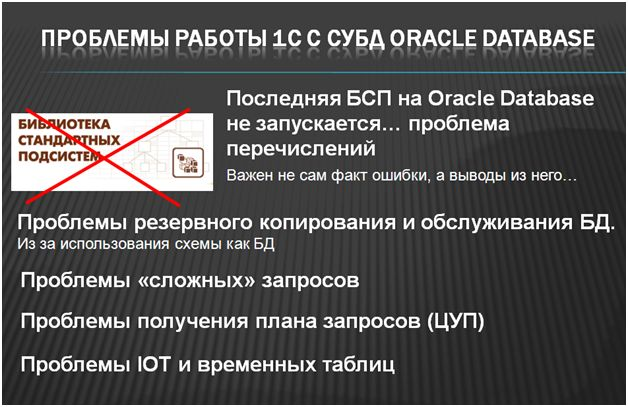 ПРОБЛЕМЫ РАБОТЫ 1С С СУБД ORACLE DATABASE
БИБЛИОТЕКА
СТАНДАРТНЫХ
ПОДСИСТЕМ
Последняя БСП на Oracle Database
не запускается… проблема
перечислений
Важен не сам факт ошибки, а выводы из него…
Проблемы резервного копирования и обслуживания БД.
Из за использования схемы как БД
Проблемы «сложных» запросов
Проблемы получения плана запросов (ЦУП)
Проблемы IOT и временных таблиц